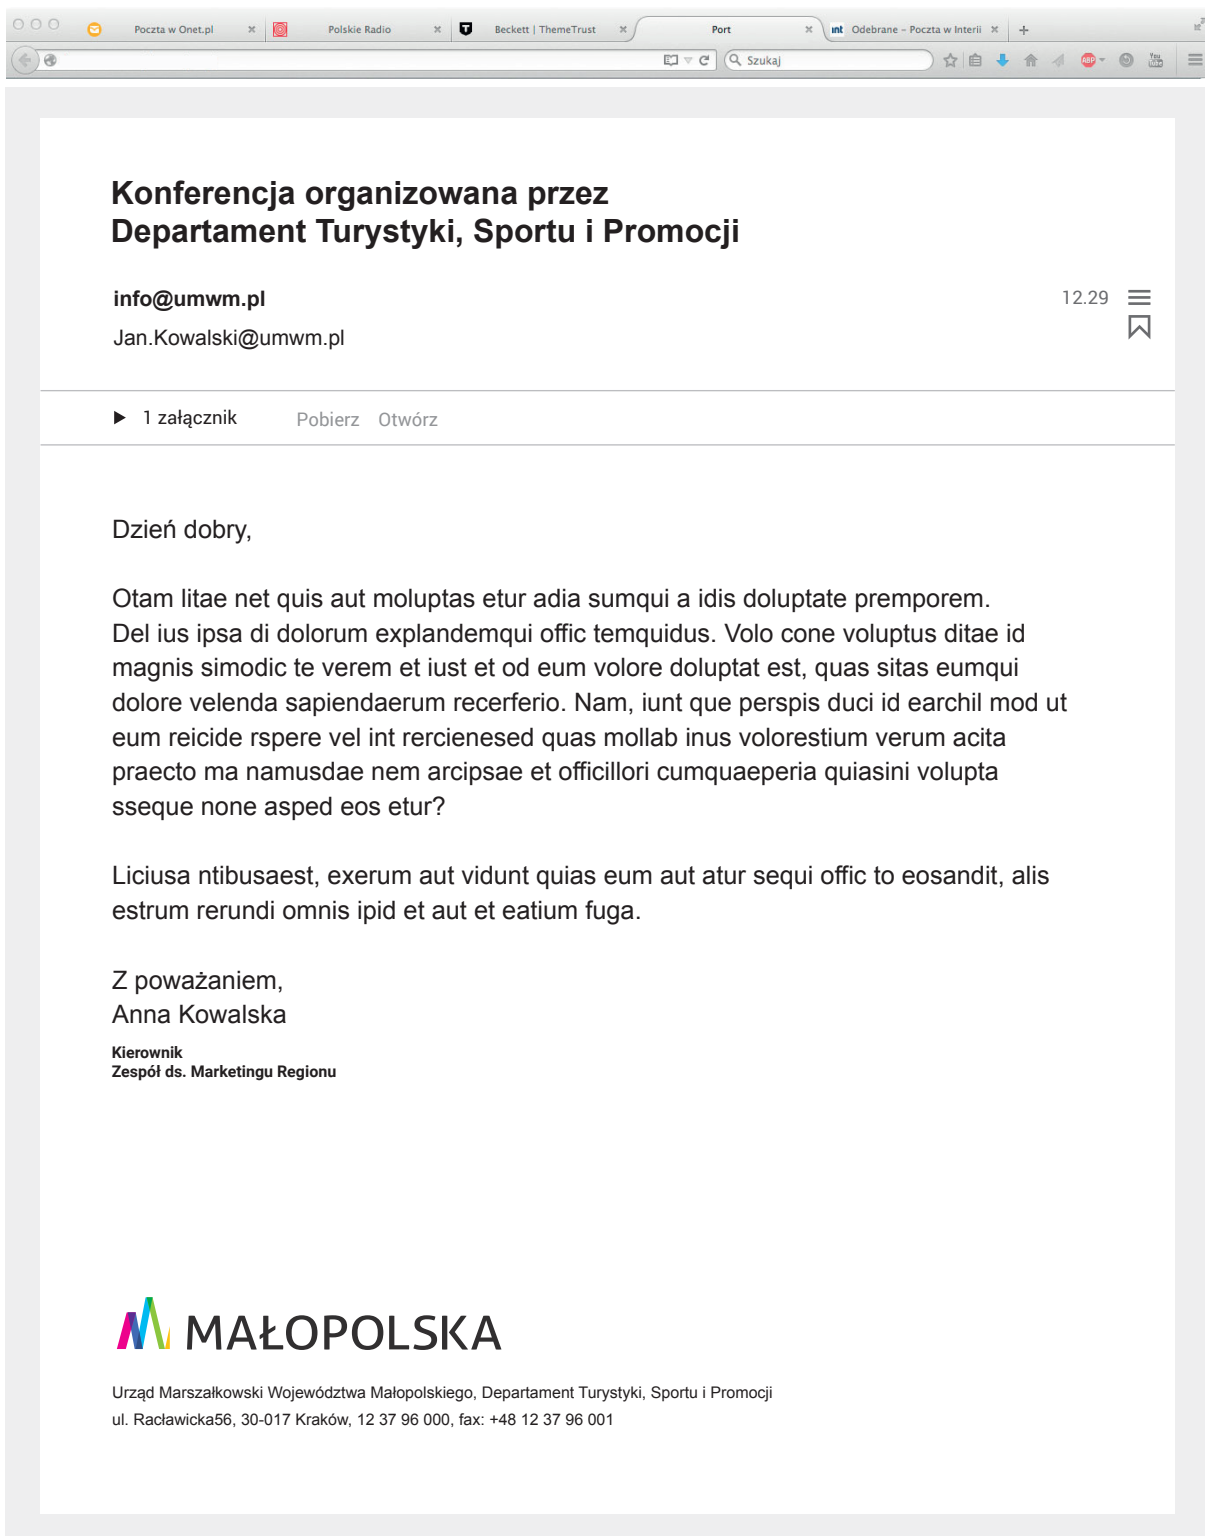 Poczta w Onet.pl
Polskie Radio
Beckett | ThemeTrust
Port
int Odebrane – Poczta w Interii
Szukaj
ABP
You Tube
Konferencja organizowana przez
Departament Turystyki, Sportu i Promocji
info@umwm.pl
12.29
Jan.Kowalski@umwm.pl
1 załącznik Pobierz Otwórz
Dzień dobry,
Otam litae net quis aut moluptas etur adia sumqui a idis doluptate premporem.
Del ius ipsa di dolorum explandemqui offic temquidus. Volo cone voluptus ditae id
magnis simodic te verem et iust et od eum volore doluptat est, quas sitas eumqui
dolore velenda sapiendaerum recerferio. Nam, iunt que perspis duci id earchil mod ut
eum reicide rspere vel int rercienesed quas mollab inus volorestium verum acita
praecto ma namusdae nem arcipsae et officillori cumquaeperia quiasini volupta
sseque none asped eos etur?
Liciusa ntibusaest, exerum aut vidunt quias eum aut atur sequi offic to eosandit, alis
estrum rerundi omnis ipid et aut et eatium fuga.
Z poważaniem,
Anna Kowalska
Kierownik
Zespół ds. Marketingu Regionu
MAŁOPOLSKA
Urząd Marszałkowski Województwa Małopolskiego, Departament Turystyki, Sportu i Promocji
ul. Racławicka56, 30-017 Kraków, 12 37 96 000, fax: +48 12 37 96 001